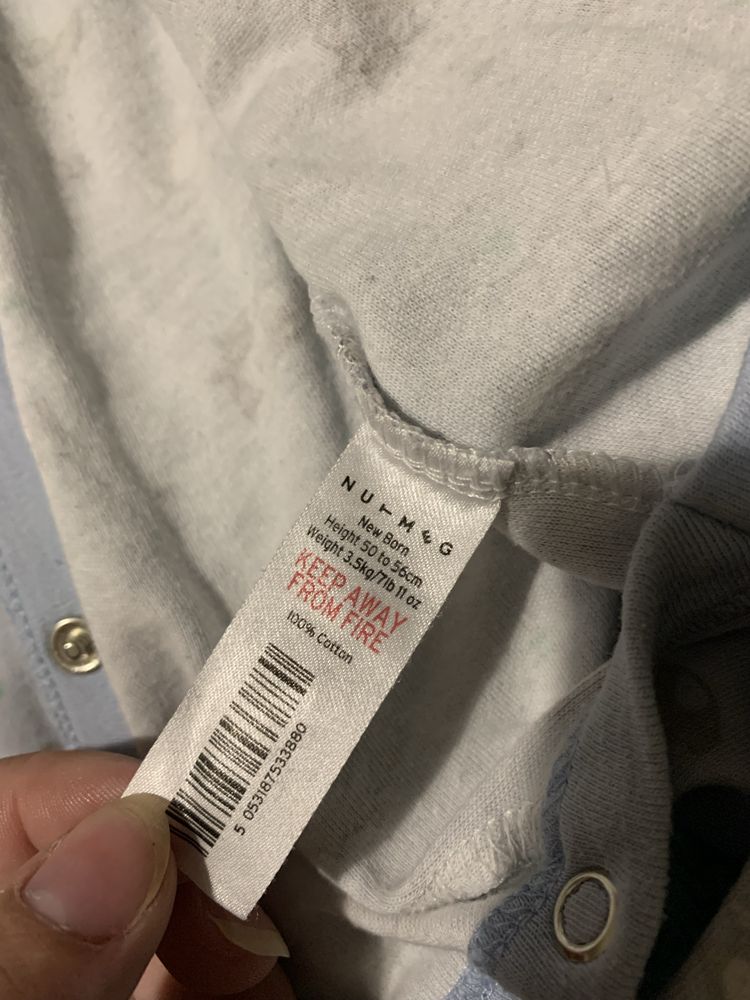 NUTMEG
New Born
Height 50 to 56cm
Weight 3.5kg/7lb 11 oz
KEEP AWAY
FROM FIRE
100% Cotton
5 053187533880